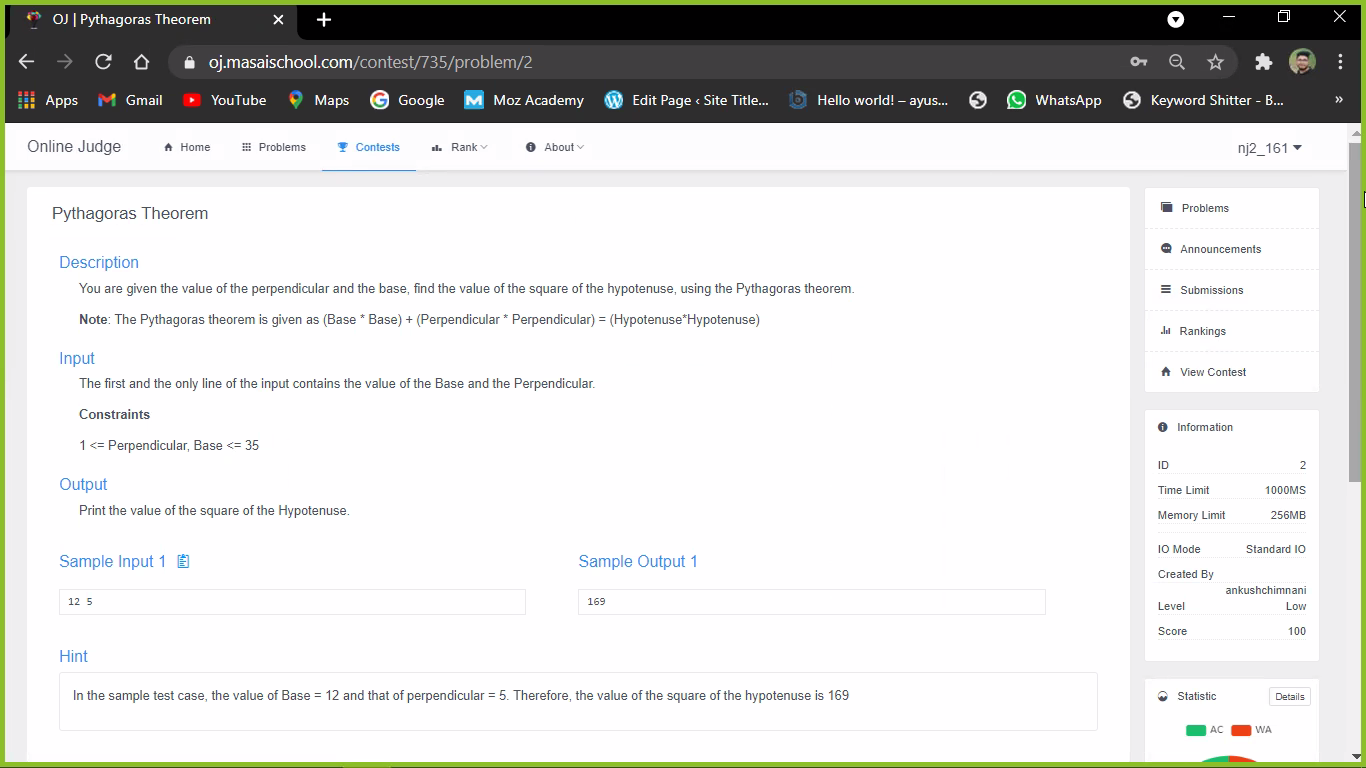 OJ | Pythagoras Theorem
oj.masaischool.com/contest/735/problem/2
Apps Gmail YouTube Maps Google Moz Academy Edit Page ‹ Site Title... Hello world! – ayus... WhatsApp Keyword Shitter - B... »
Online Judge Home Problems Contests Rank About nj2_161
Pythagoras Theorem
Description
You are given the value of the perpendicular and the base, find the value of the square of the hypotenuse, using the Pythagoras theorem.
Note: The Pythagoras theorem is given as (Base * Base) + (Perpendicular * Perpendicular) = (Hypotenuse*Hypotenuse)
Input
The first and the only line of the input contains the value of the Base and the Perpendicular.
Constraints
1 <= Perpendicular, Base <= 35
Output
Print the value of the square of the Hypotenuse.
Sample Input 1
12 5
Sample Output 1
169
Hint
In the sample test case, the value of Base = 12 and that of perpendicular = 5. Therefore, the value of the square of the hypotenuse is 169
Problems
Announcements
Submissions
Rankings
View Contest
Information
ID 2
Time Limit 1000MS
Memory Limit 256MB
IO Mode Standard IO
Created By
ankushchimnani
Level Low
Score 100
Statistic Details
AC WA